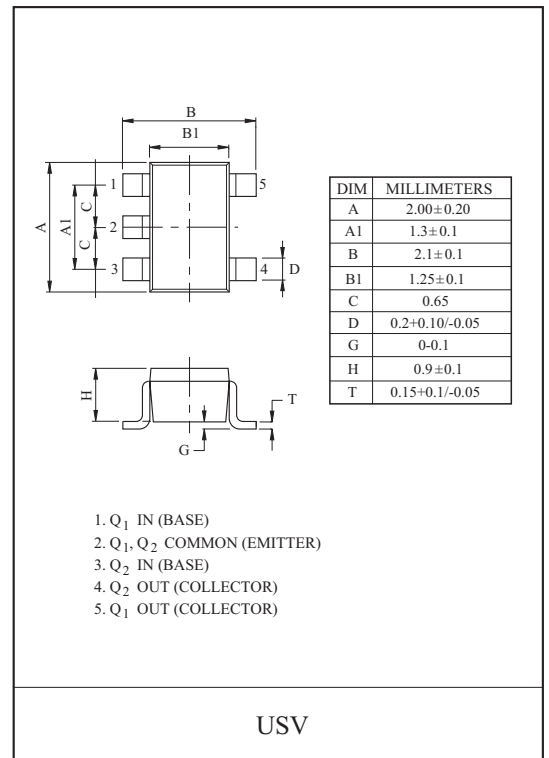 B
B1
1
5
C
A
A1
2
C
3
4
D
DIM MILLIMETERS
A 2.00±0.20
A1 1.3±0.1
B 2.1±0.1
B1 1.25±0.1
C 0.65
D 0.2+0.10/-0.05
G 0-0.1
H 0.9±0.1
T 0.15+0.1/-0.05
H
T
G
1. Q1 IN (BASE)
2. Q1, Q2 COMMON (EMITTER)
3. Q2 IN (BASE)
4. Q2 OUT (COLLECTOR)
5. Q1 OUT (COLLECTOR)
USV